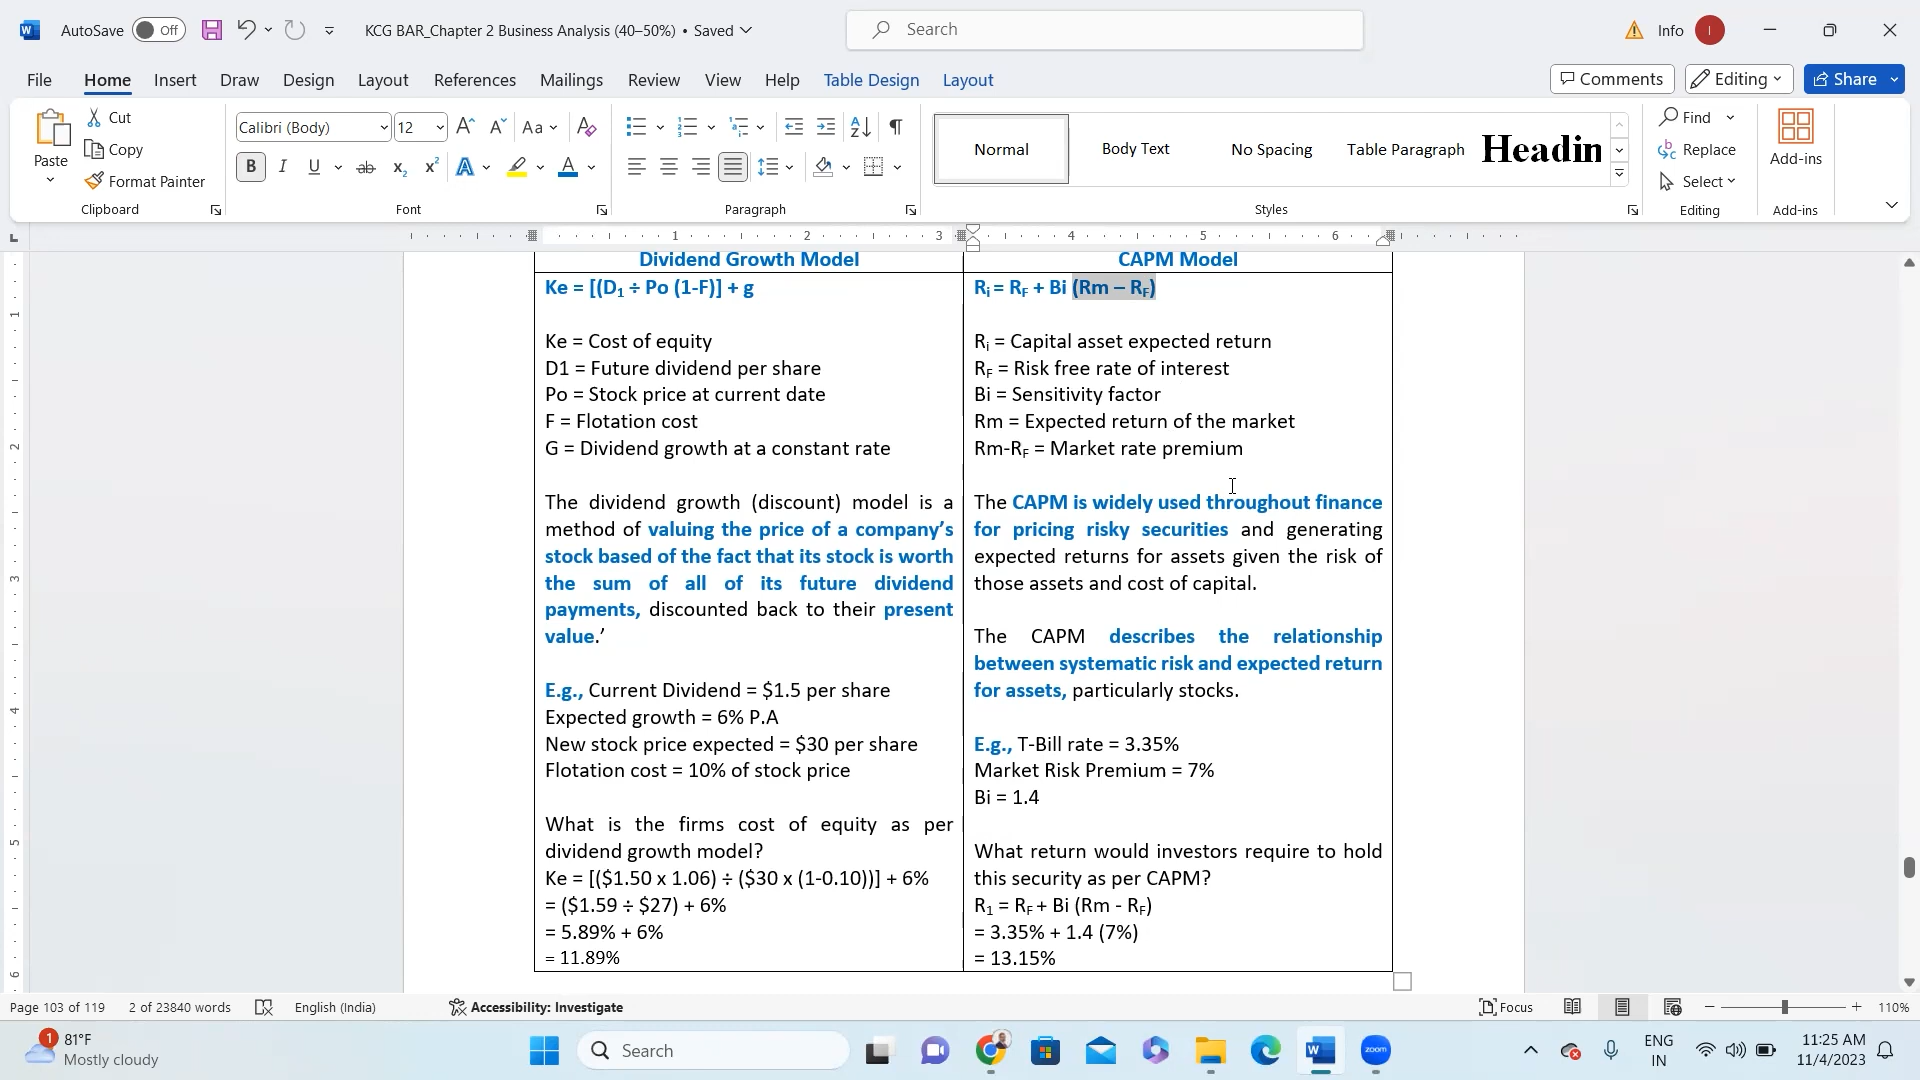 AutoSave Off KCG BAR_Chapter 2 Business Analysis (40–50%) • Saved Search Info I
File Home Insert Draw Design Layout References Mailings Review View Help Table Design Layout Comments Editing Share
Paste Cut Copy Format Painter Clipboard
Calibri (Body) 12 Font
Paragraph
Normal Body Text No Spacing Table Paragraph Headin Styles
Find Replace Select Editing
Add-ins Add-ins
1 2 3 4 5 6
Dividend Growth Model
Ke = [(D₁ ÷ Po (1-F)] + g
Ke = Cost of equity
D1 = Future dividend per share
Po = Stock price at current date
F = Flotation cost
G = Dividend growth at a constant rate
The dividend growth (discount) model is a
method of valuing the price of a company’s
stock based of the fact that its stock is worth
the sum of all of its future dividend
payments, discounted back to their present
value.’
E.g., Current Dividend = $1.5 per share
Expected growth = 6% P.A
New stock price expected = $30 per share
Flotation cost = 10% of stock price
What is the firms cost of equity as per
dividend growth model?
Ke = [($1.50 x 1.06) ÷ ($30 x (1-0.10))] + 6%
= ($1.59 ÷ $27) + 6%
= 5.89% + 6%
= 11.89%
CAPM Model
Rᵢ = R_F + Bi (Rm – R_F)
Rᵢ = Capital asset expected return
R_F = Risk free rate of interest
Bi = Sensitivity factor
Rm = Expected return of the market
Rm-R_F = Market rate premium
The CAPM is widely used throughout finance
for pricing risky securities and generating
expected returns for assets given the risk of
those assets and cost of capital.
The CAPM describes the relationship
between systematic risk and expected return
for assets, particularly stocks.
E.g., T-Bill rate = 3.35%
Market Risk Premium = 7%
Bi = 1.4
What return would investors require to hold
this security as per CAPM?
R₁ = R_F + Bi (Rm - R_F)
= 3.35% + 1.4 (7%)
= 13.15%
Page 103 of 119 2 of 23840 words English (India) Accessibility: Investigate Focus 110%
1 81°F
Mostly cloudy
Search
zoom
ENG
IN
11:25 AM
11/4/2023